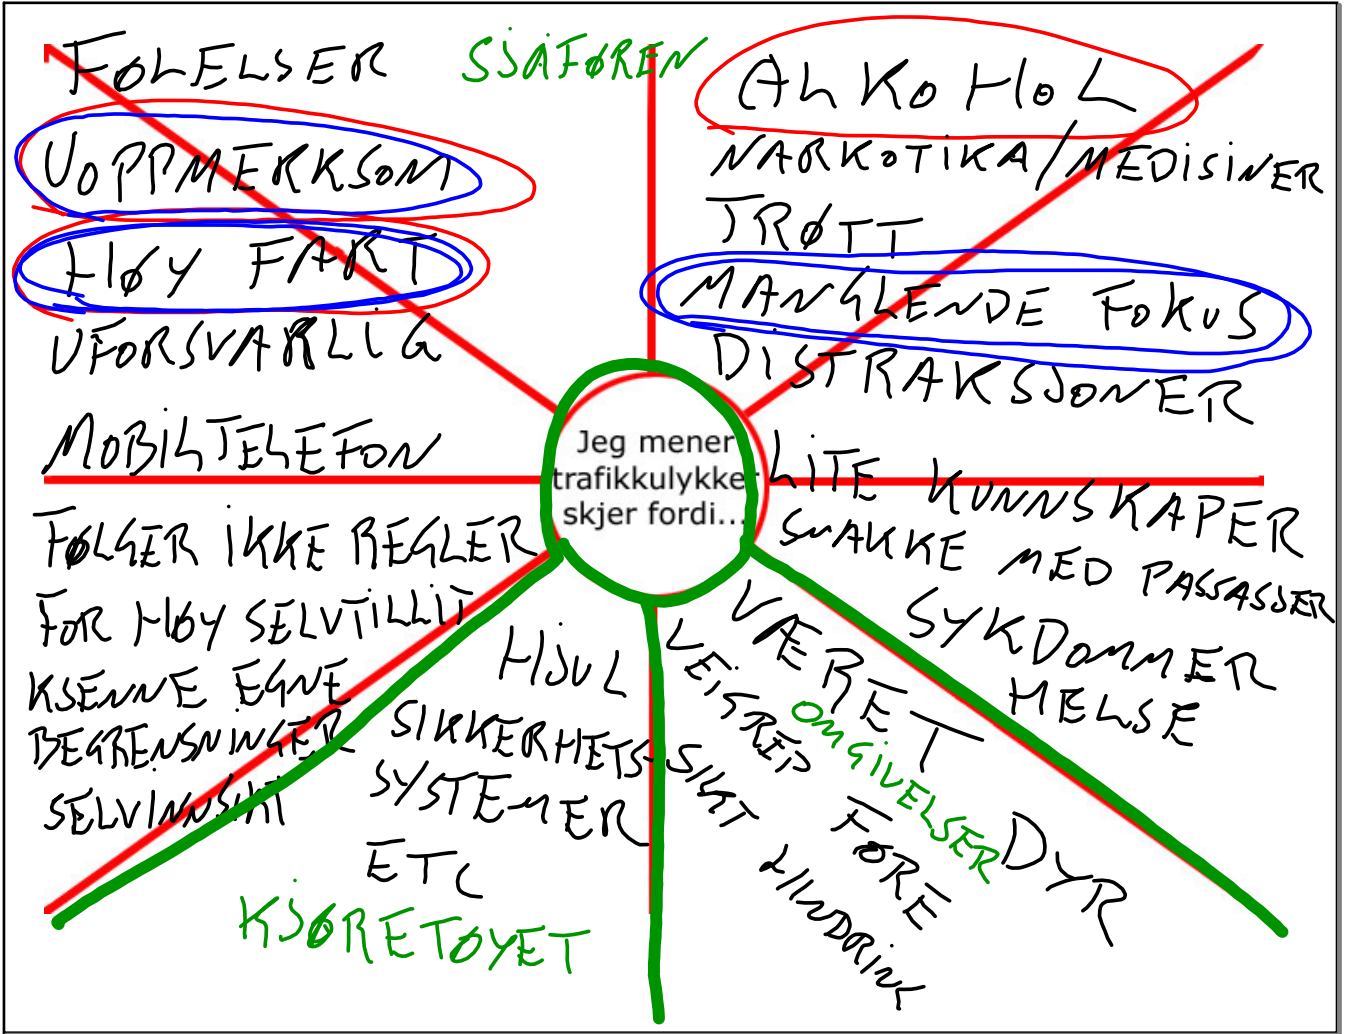 FØLELSER
UOPPMERKSOM
HØY FART
UFORSVARLIG
MOBILTELEFON
FØLGER IKKE REGLER
FOR HØY SELVTILLIT
KJENNE EGNE
BEGRENSNINGER
SELVINNSIKT
SJÅFØREN
ALKOHOL
NARKOTIKA/MEDISINER
TRØTT
MANGLENDE FOKUS
DISTRAKSJONER
Jeg mener
trafikkulykker
skjer fordi...
LITE KUNNSKAPER
SNAKKE MED PASSASJER
SYKDOMMER
HELSE
HJUL
SIKKERHETS-
SYSTEMER
ETC
KJØRETØYET
VEIGREP
SIKT
VÆRET
OMGIVELSER
FØRE
HINDRING
DYR